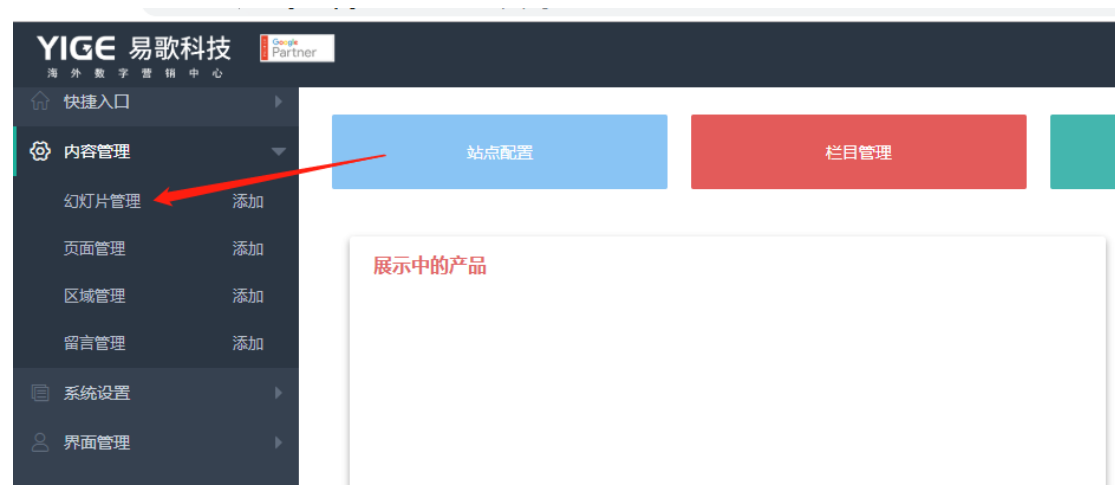 YIGE 易歌科技
海外数字营销中心
Google
Partner
快捷入口
内容管理
幻灯片管理 添加
页面管理 添加
区域管理 添加
留言管理 添加
系统设置
界面管理
站点配置
栏目管理
展示中的产品